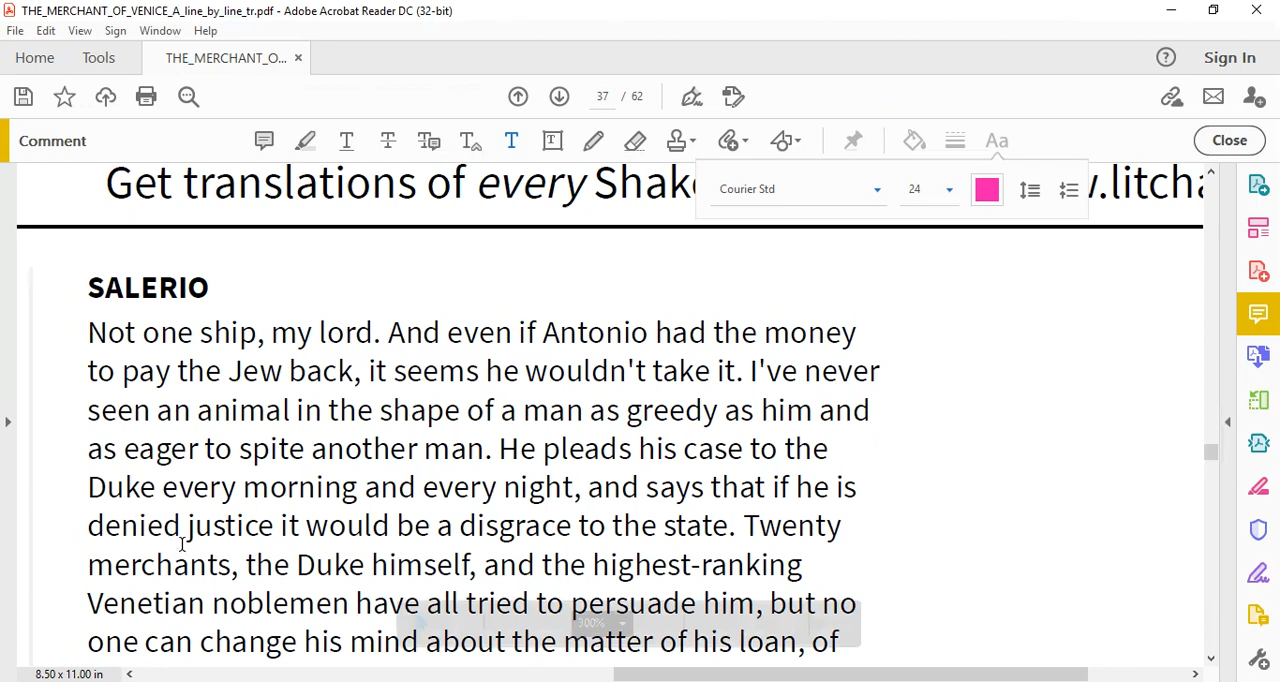 THE_MERCHANT_OF_VENICE_A_line_by_line_tr.pdf - Adobe Acrobat Reader DC (32-bit)
File Edit View Sign Window Help
Home Tools THE_MERCHANT_O... × Sign In
37 / 62
Comment Close
Courier Std 24
Get translations of every Shake
.litcha
SALERIO
Not one ship, my lord. And even if Antonio had the money
to pay the Jew back, it seems he wouldn't take it. I've never
seen an animal in the shape of a man as greedy as him and
as eager to spite another man. He pleads his case to the
Duke every morning and every night, and says that if he is
denied justice it would be a disgrace to the state. Twenty
merchants, the Duke himself, and the highest-ranking
Venetian noblemen have all tried to persuade him, but no
300%
one can change his mind about the matter of his loan, of
8.50 x 11.00 in